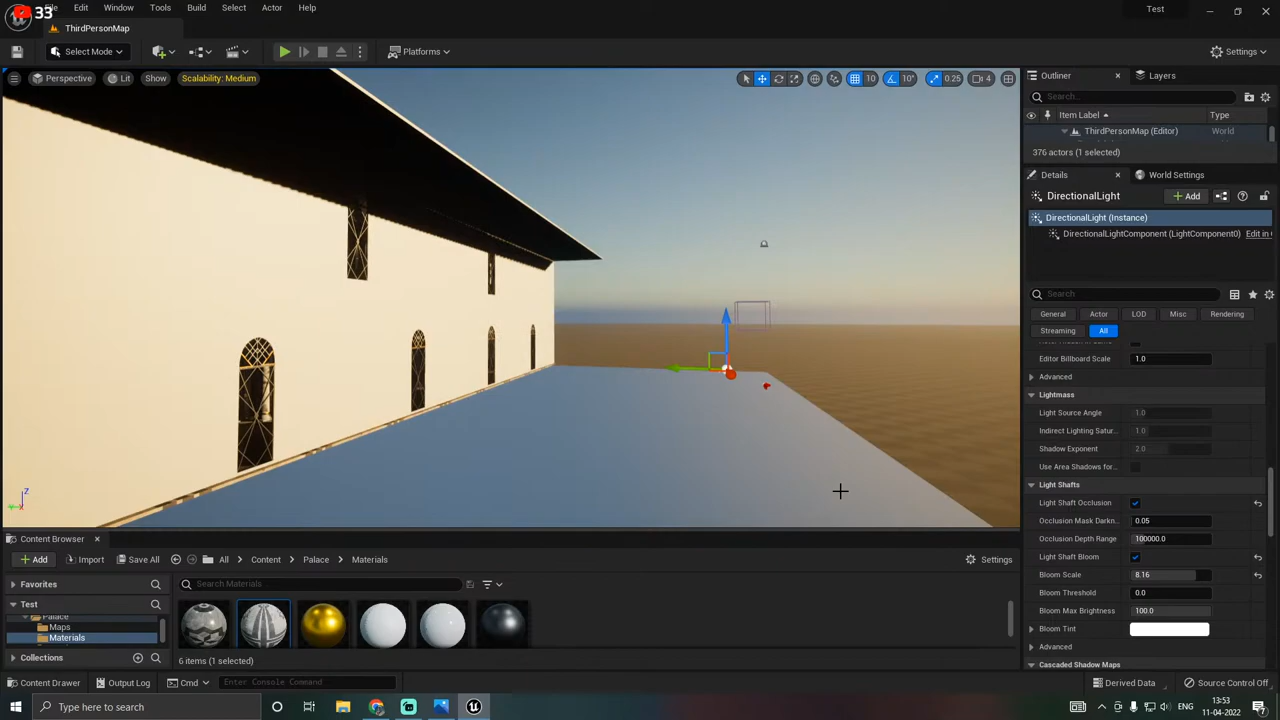 33
File Edit Window Tools Build Select Actor Help
Test
ThirdPersonMap
Select Mode
Platforms
Settings
Perspective Lit Show Scalability: Medium
10 10° 0.25 4
Outliner Layers
Search...
Item Label Type
ThirdPersonMap (Editor) World
376 actors (1 selected)
Details World Settings
DirectionalLight
Add
DirectionalLight (Instance)
DirectionalLightComponent (LightComponent0) Edit in
Search
General Actor LOD Misc Rendering
Streaming All
Editor Billboard Scale 1.0
Advanced
Lightmass
Light Source Angle 1.0
Indirect Lighting Satur... 1.0
Shadow Exponent 2.0
Use Area Shadows for...
Light Shafts
Light Shaft Occlusion
Occlusion Mask Darkn... 0.05
Occlusion Depth Range 100000.0
Light Shaft Bloom
Bloom Scale 8.16
Bloom Threshold 0.0
Bloom Max Brightness 100.0
Bloom Tint
Advanced
Cascaded Shadow Maps
Z
Content Browser
Add Import Save All All Content Palace Materials Settings
Favorites
Search Materials...
Test
Palace
Maps
Materials
Collections
6 items (1 selected)
Content Drawer Output Log Cmd Enter Console Command Derived Data Source Control Off
Type here to search
ENG
13:53
11-04-2022